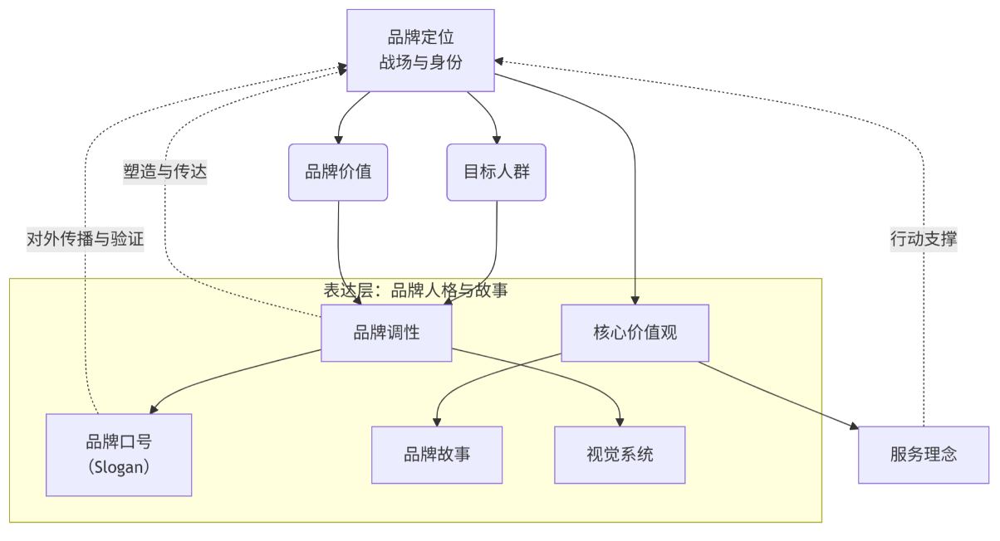 品牌定位
战场与身份
品牌价值
目标人群
塑造与传达
对外传播与验证
行动支撑
表达层：品牌人格与故事
品牌调性
核心价值观
品牌口号
（Slogan）
品牌故事
视觉系统
服务理念